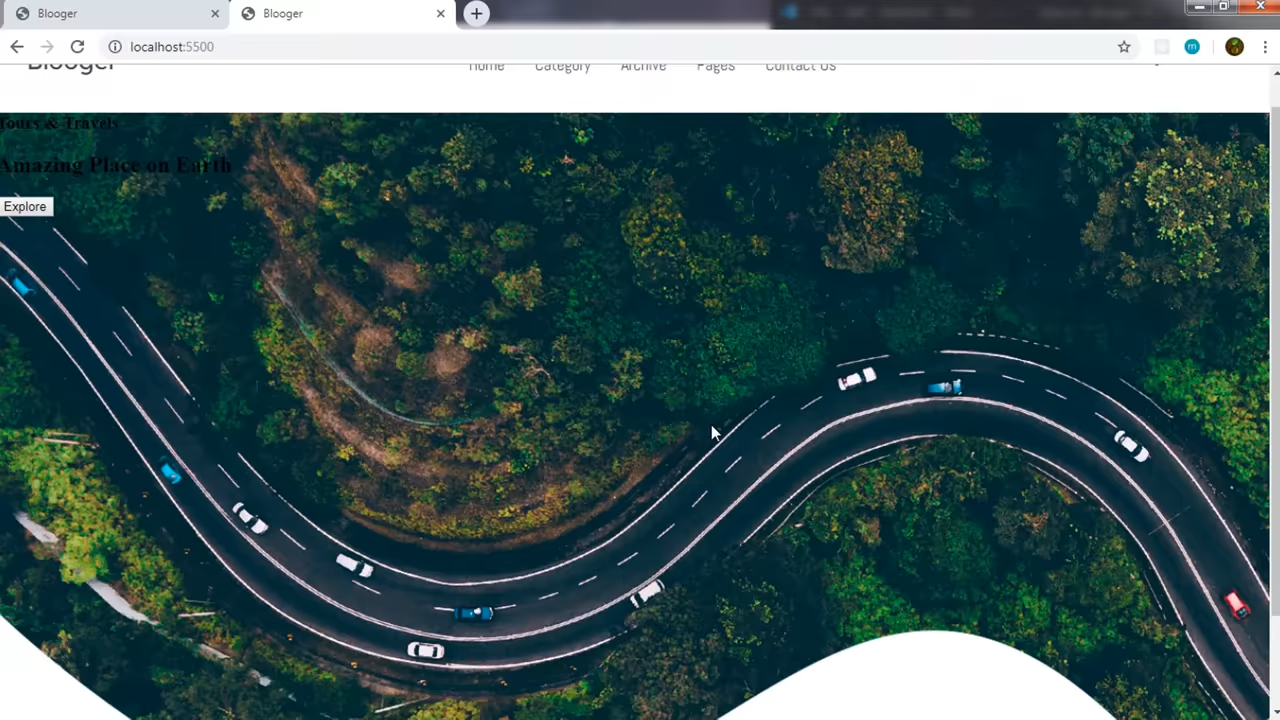 Blooger
Blooger
localhost:5500
m
Blooger
Home Category Archive Pages Contact Us
Tours & Travels
Amazing Place on Earth
Explore